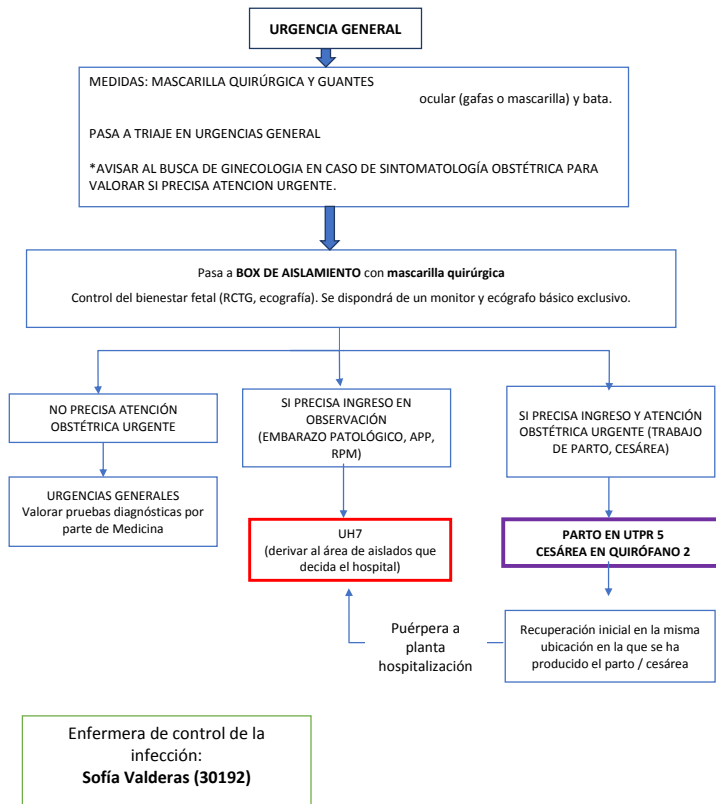 URGENCIA GENERAL
MEDIDAS: MASCARILLA QUIRÚRGICA Y GUANTES
ocular (gafas o mascarilla) y bata.
PASA A TRIAJE EN URGENCIAS GENERAL
*AVISAR AL BUSCA DE GINECOLOGIA EN CASO DE SINTOMATOLOGÍA OBSTÉTRICA PARA
VALORAR SI PRECISA ATENCION URGENTE.
Pasa a BOX DE AISLAMIENTO con mascarilla quirúrgica
Control del bienestar fetal (RCTG, ecografía). Se dispondrá de un monitor y ecógrafo básico exclusivo.
NO PRECISA ATENCIÓN
OBSTÉTRICA URGENTE
SI PRECISA INGRESO EN
OBSERVACIÓN
(EMBARAZO PATOLÓGICO, APP,
RPM)
SI PRECISA INGRESO Y ATENCIÓN
OBSTÉTRICA URGENTE (TRABAJO
DE PARTO, CESÁREA)
URGENCIAS GENERALES
Valorar pruebas diagnósticas por
parte de Medicina
UH7
(derivar al área de aislados que
decida el hospital)
PARTO EN UTPR 5
CESÁREA EN QUIRÓFANO 2
Puérpera a
planta
hospitalización
Recuperación inicial en la misma
ubicación en la que se ha
producido el parto / cesárea
Enfermera de control de la
infección:
Sofía Valderas (30192)